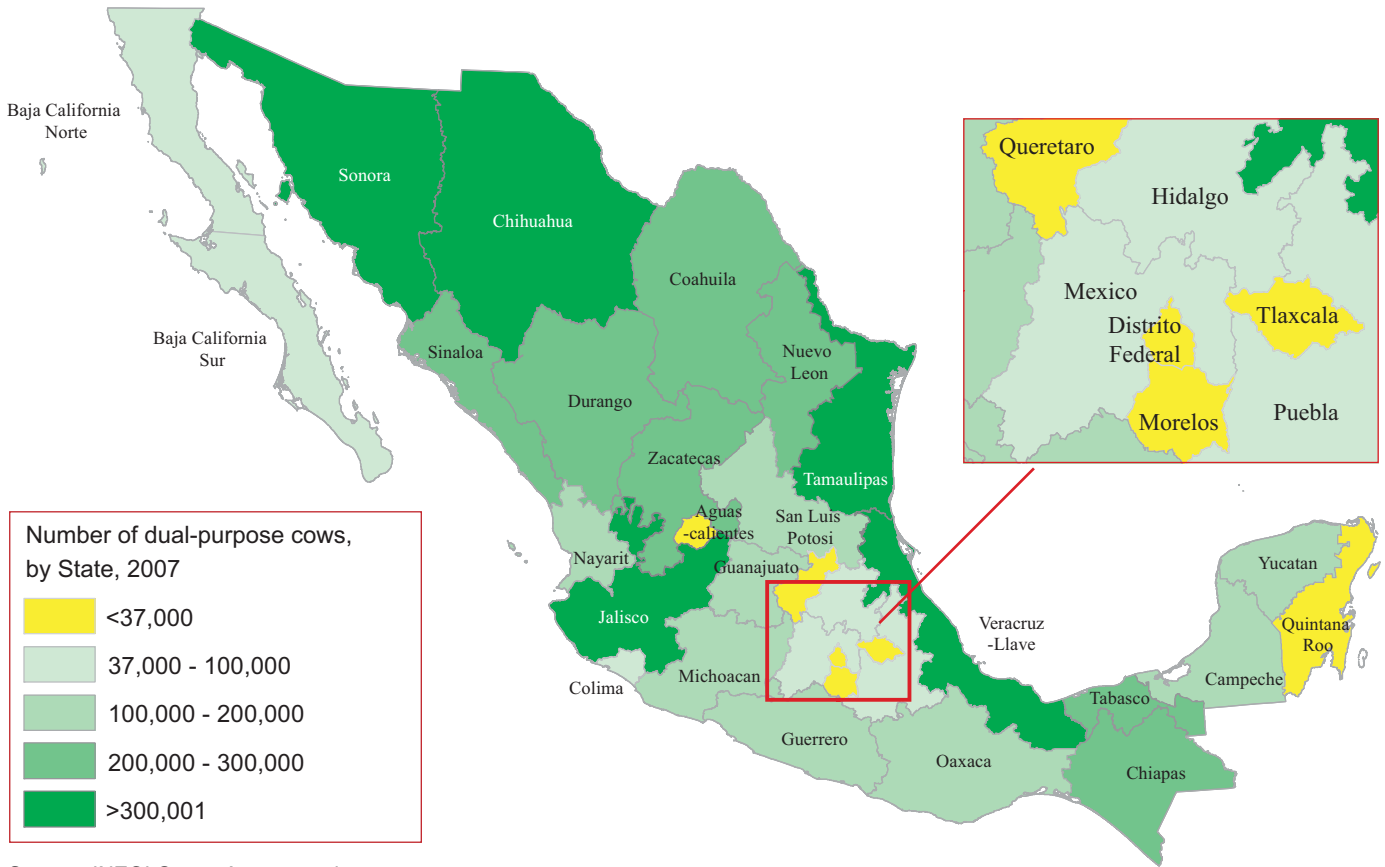 Baja California
Norte
Sonora
Chihuahua
Coahuila
Baja California
Sur
Sinaloa
Nuevo
Leon
Durango
Zacatecas
Tamaulipas
Aguas
-calientes
San Luis
Potosi
Nayarit
Guanajuato
Jalisco
Veracruz
-Llave
Yucatan
Quintana
Roo
Michoacan
Colima
Campeche
Tabasco
Guerrero
Oaxaca
Chiapas
Queretaro
Hidalgo
Mexico
Distrito
Federal
Tlaxcala
Morelos
Puebla
Number of dual-purpose cows,
by State, 2007
<37,000
37,000 - 100,000
100,000 - 200,000
200,000 - 300,000
>300,001